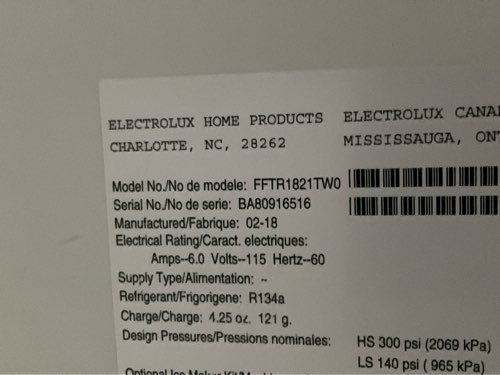 ELECTROLUX HOME PRODUCTS ELECTROLUX
CHARLOTTE, NC, 28262 MISSISSAUGA,
Model No./No de modele: FFTR1821TW0
Serial No./No de serie: BA80916516
Manufactured/Fabrique: 02-18
Electrical Rating/Caract. electriques:
Amps--6.0 Volts--115 Hertz--60
Supply Type/Alimentation: ~
Refrigerant/Frigorigene: R134a
Charge/Charge: 4.25 oz. 121 g.
Design Pressures/Pressions nominales: HS 300 psi (2069 kPa)
LS 140 psi ( 965 kPa)
Optional Ice Maker